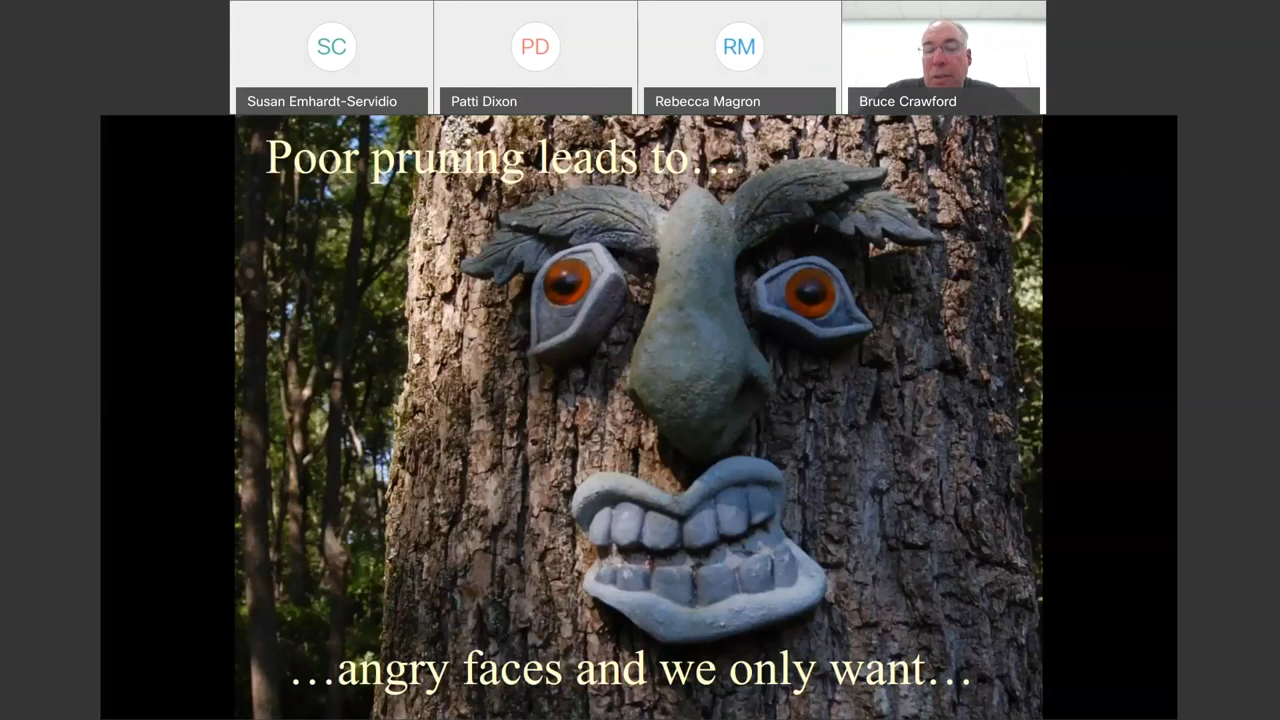 SC
PD
RM
Susan Emhardt-Servidio
Patti Dixon
Rebecca Magron
Bruce Crawford
Poor pruning leads to…
…angry faces and we only want…